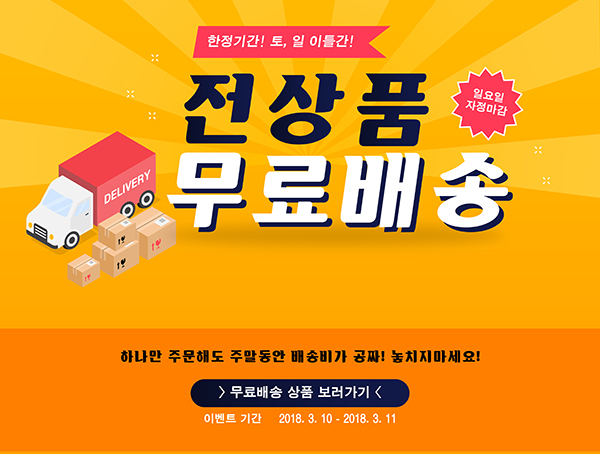 한정기간! 토, 일 이틀간!
전상품
일요일
자정마감
무료배송
DELIVERY
하나만 주문해도 주말동안 배송비가 공짜! 놓치지마세요!
〉무료배송 상품 보러가기〈
이벤트 기간 2018. 3. 10 - 2018. 3. 11